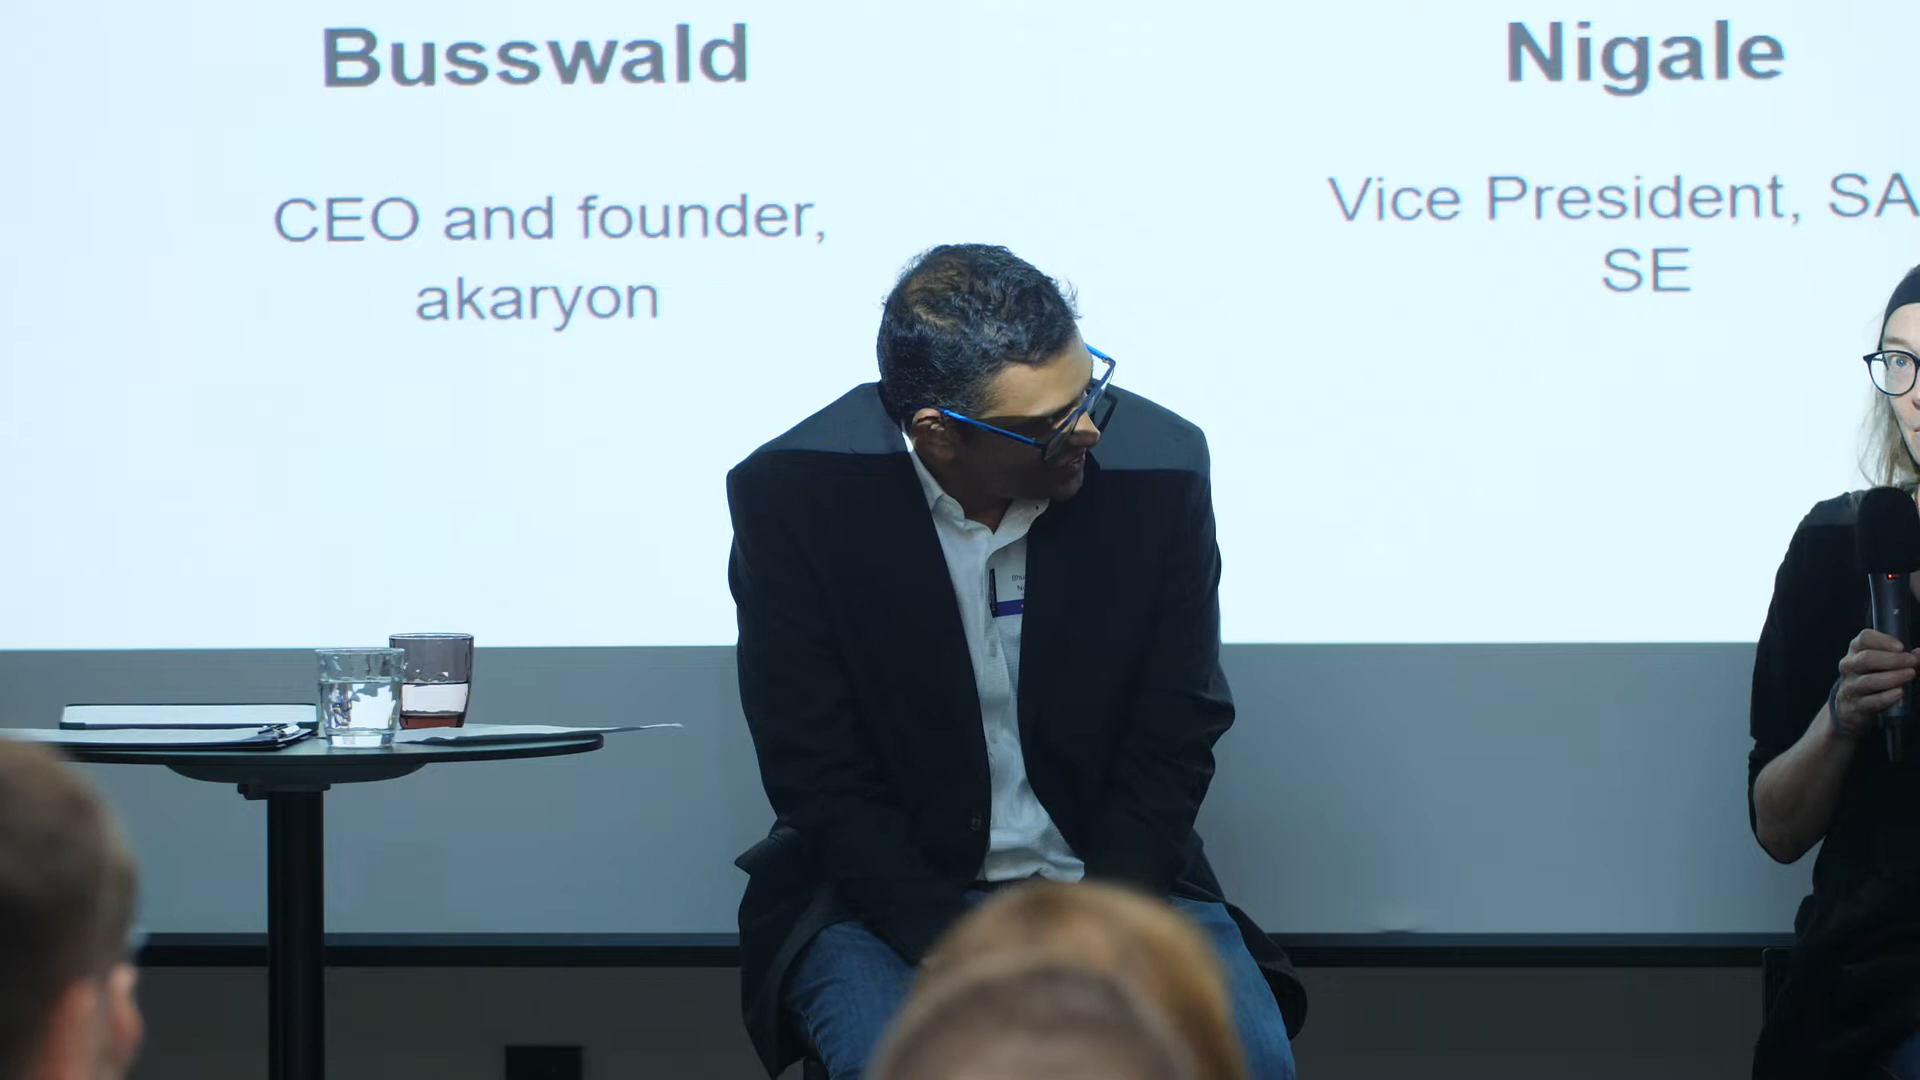 Busswald
CEO and founder,
akaryon
Nigale
Vice President, SA
SE